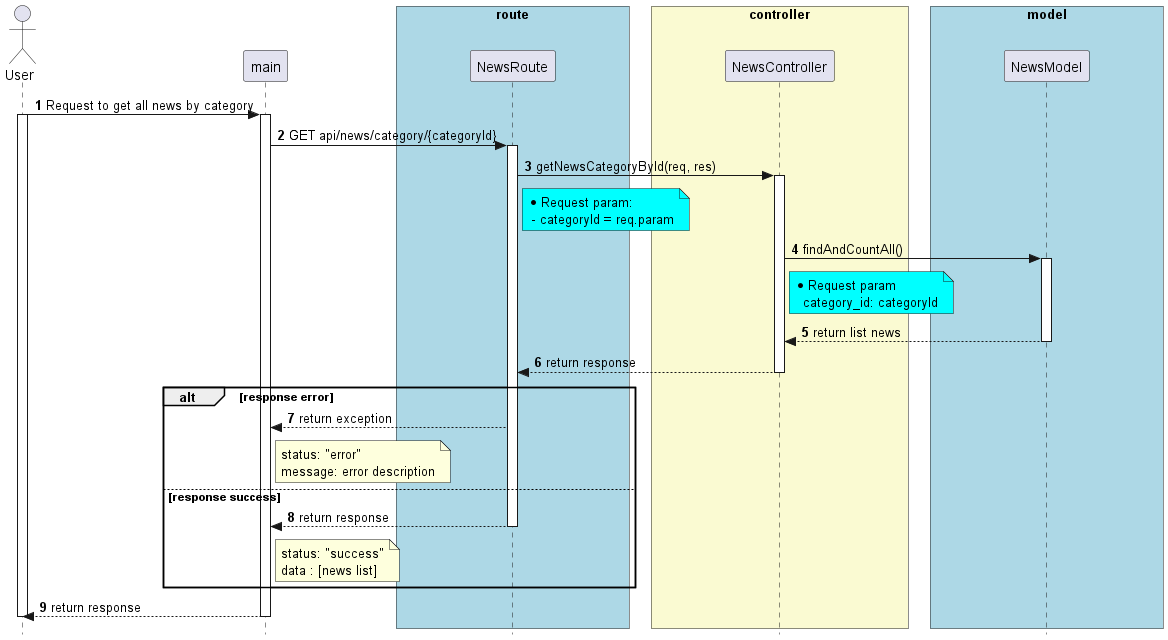 route
controller
model
User
main
NewsRoute
NewsController
NewsModel
1 Request to get all news by category
2 GET api/news/category/{categoryId}
3 getNewsCategoryById(req, res)
• Request param:
- categoryId = req.param
4 findAndCountAll()
• Request param
category_id: categoryId
5 return list news
6 return response
alt
[response error]
7 return exception
status: "error"
message: error description
[response success]
8 return response
status: "success"
data : [news list]
9 return response